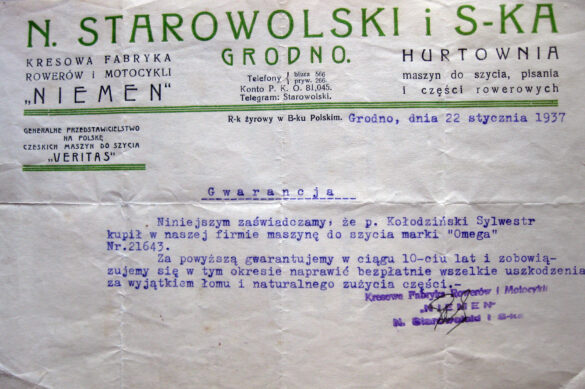 N. STAROWOLSKI i S-KA
KRESOWA FABRYKA
ROWERÓW i MOTOCYKLI
„NIEMEN”
GRODNO.
Telefony { biura 566
pryw. 266.
Konto P. K. O. 81,045.
Telegram: Starowolski.
HURTOWNIA
maszyn do szycia, pisania
i części rowerowych
GENERALNE PRZEDSTAWICIELSTWO
NA POLSKĘ
CZESKICH MASZYN DO SZYCIA
„VERITAS”
R-k żyrowy w B-ku Polskim.
Grodno, dnia 22 stycznia 1937
Gwarancja
Niniejszym zaświadczamy, że p. Kołodziński Sylwestr
kupił w naszej firmie maszynę do szycia marki "Omega"
Nr.21643.
Za powyższą gwarantujemy w ciągu 10-ciu lat i zobowią-
zujemy się w tym okresie naprawić bezpłatnie wszelkie uszkodzenia
za wyjątkiem łomu i naturalnego zużycia części.-
Kresowa Fabryka Rowerów i Motocykli
„NIEMEN”
N. Starowolski i S-ka